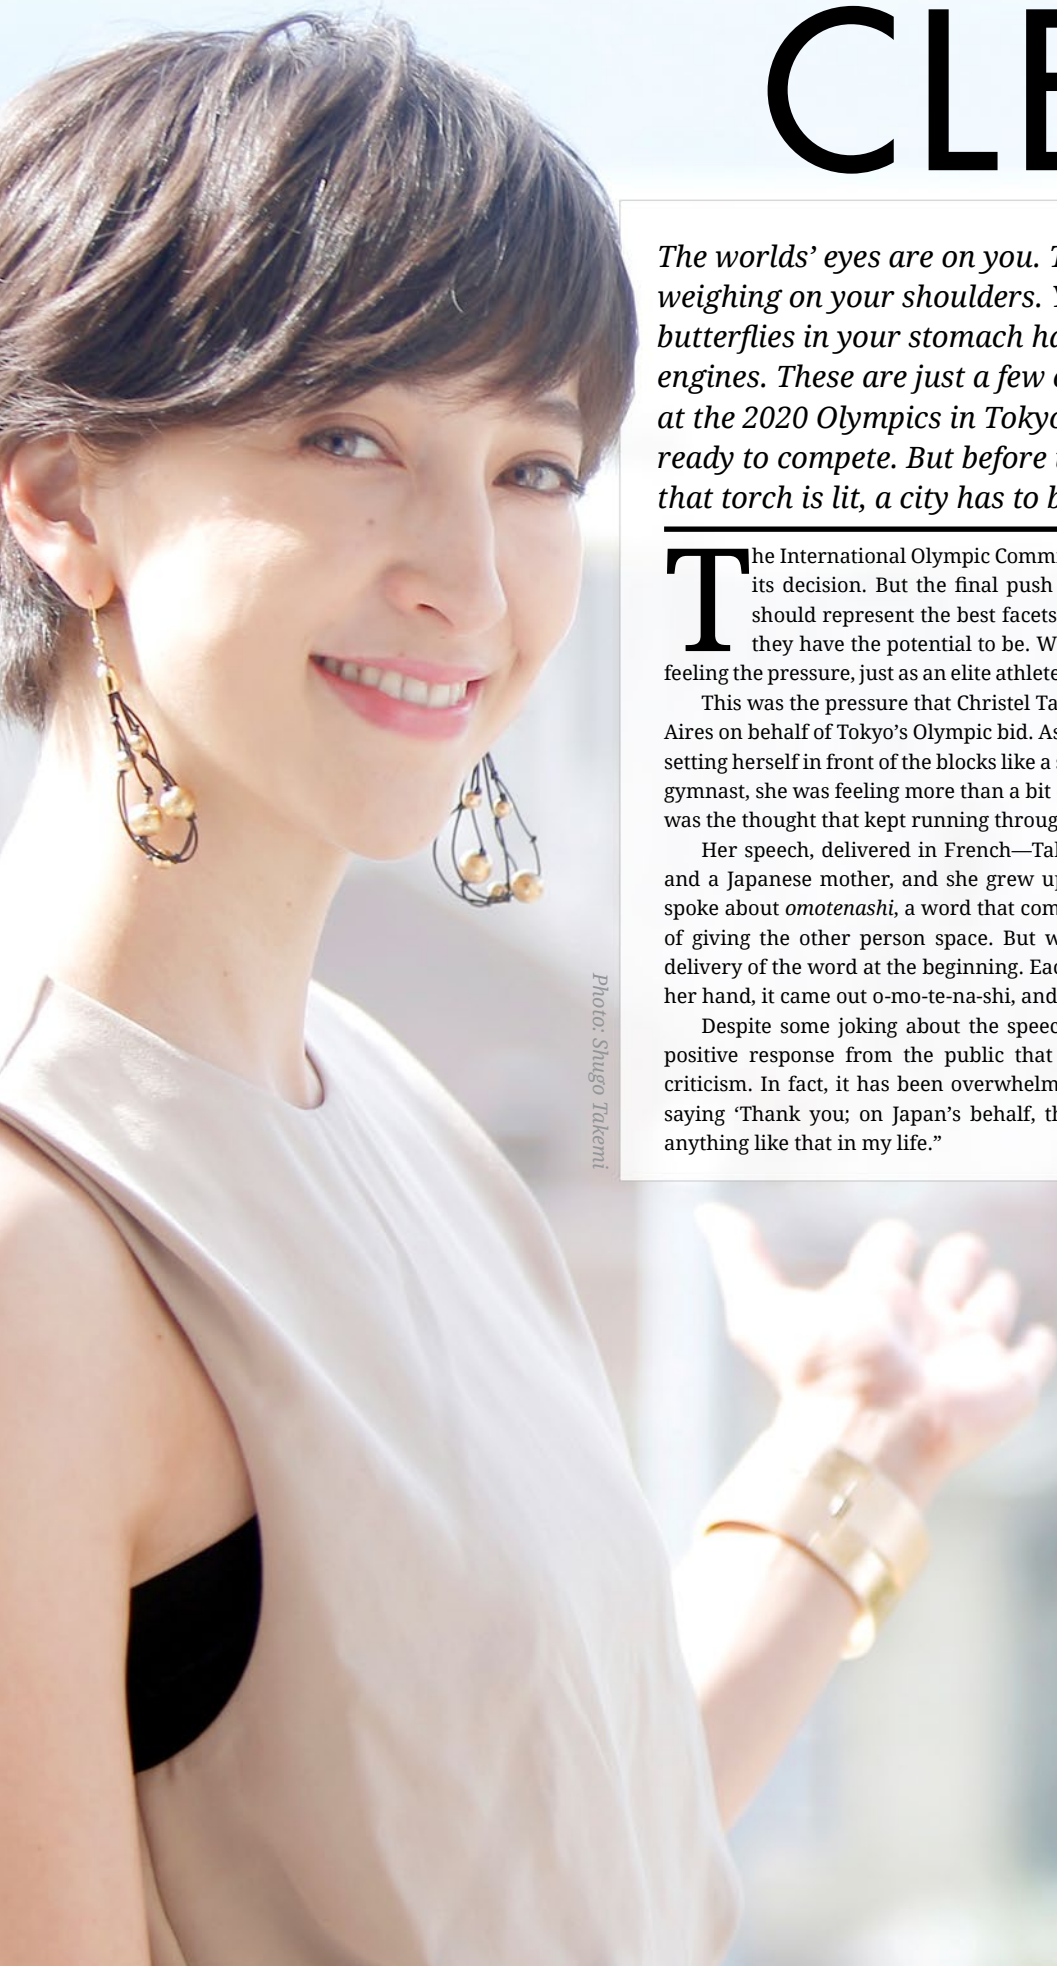 CLE
The worlds’ eyes are on you. T
weighing on your shoulders. Y
butterflies in your stomach ha
engines. These are just a few
at the 2020 Olympics in Tokyo
ready to compete. But before
that torch is lit, a city has to b
The International Olympic Commi
its decision. But the final push
should represent the best facets
they have the potential to be. W
feeling the pressure, just as an elite athlete
This was the pressure that Christel Ta
Aires on behalf of Tokyo’s Olympic bid. As
setting herself in front of the blocks like a
gymnast, she was feeling more than a bit
was the thought that kept running throug
Her speech, delivered in French—Tak
and a Japanese mother, and she grew up
spoke about omotenashi, a word that com
of giving the other person space. But w
delivery of the word at the beginning. Eac
her hand, it came out o-mo-te-na-shi, and
Despite some joking about the speec
positive response from the public that
criticism. In fact, it has been overwhelm
saying ‘Thank you; on Japan’s behalf, th
anything like that in my life.”
Photo: Shugo Takemi